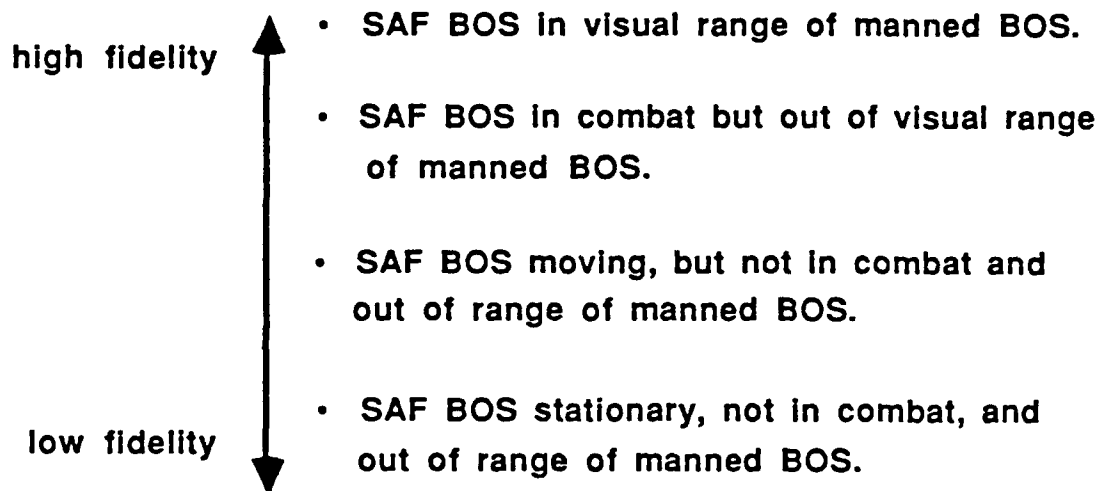 high fidelity
• SAF BOS in visual range of manned BOS.
• SAF BOS in combat but out of visual range
of manned BOS.
• SAF BOS moving, but not in combat and
out of range of manned BOS.
low fidelity
• SAF BOS stationary, not in combat, and
out of range of manned BOS.